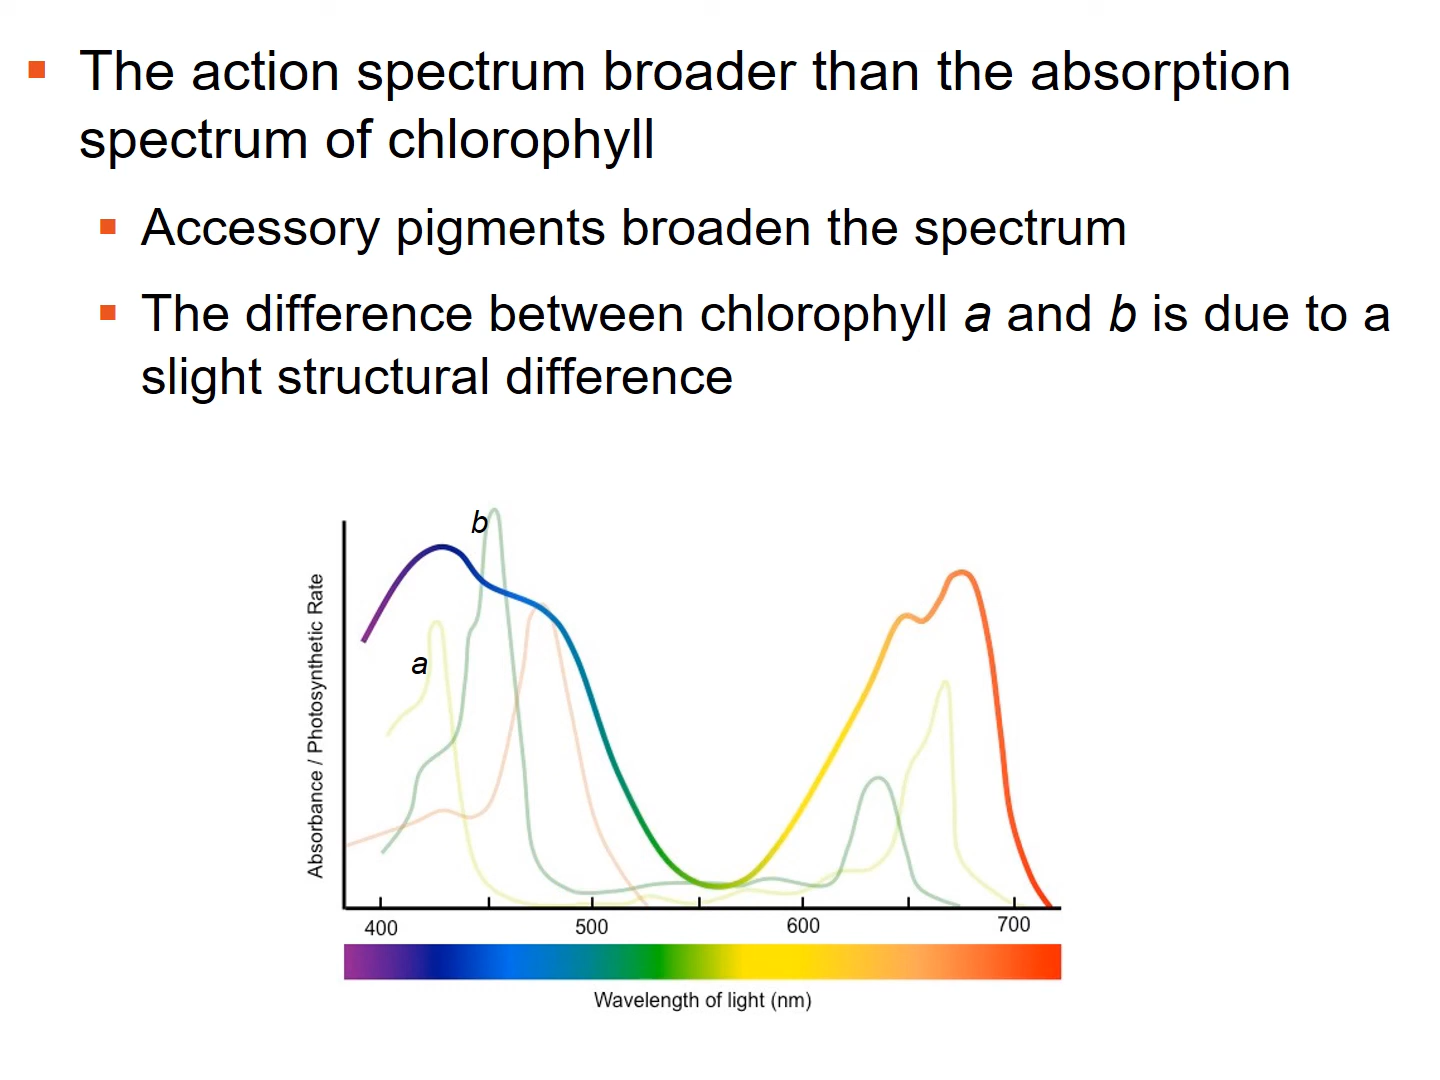 The action spectrum broader than the absorption
spectrum of chlorophyll
Accessory pigments broaden the spectrum
The difference between chlorophyll a and b is due to a
slight structural difference
b
a
Absorbance / Photosynthetic Rate
400 500 600 700
Wavelength of light (nm)